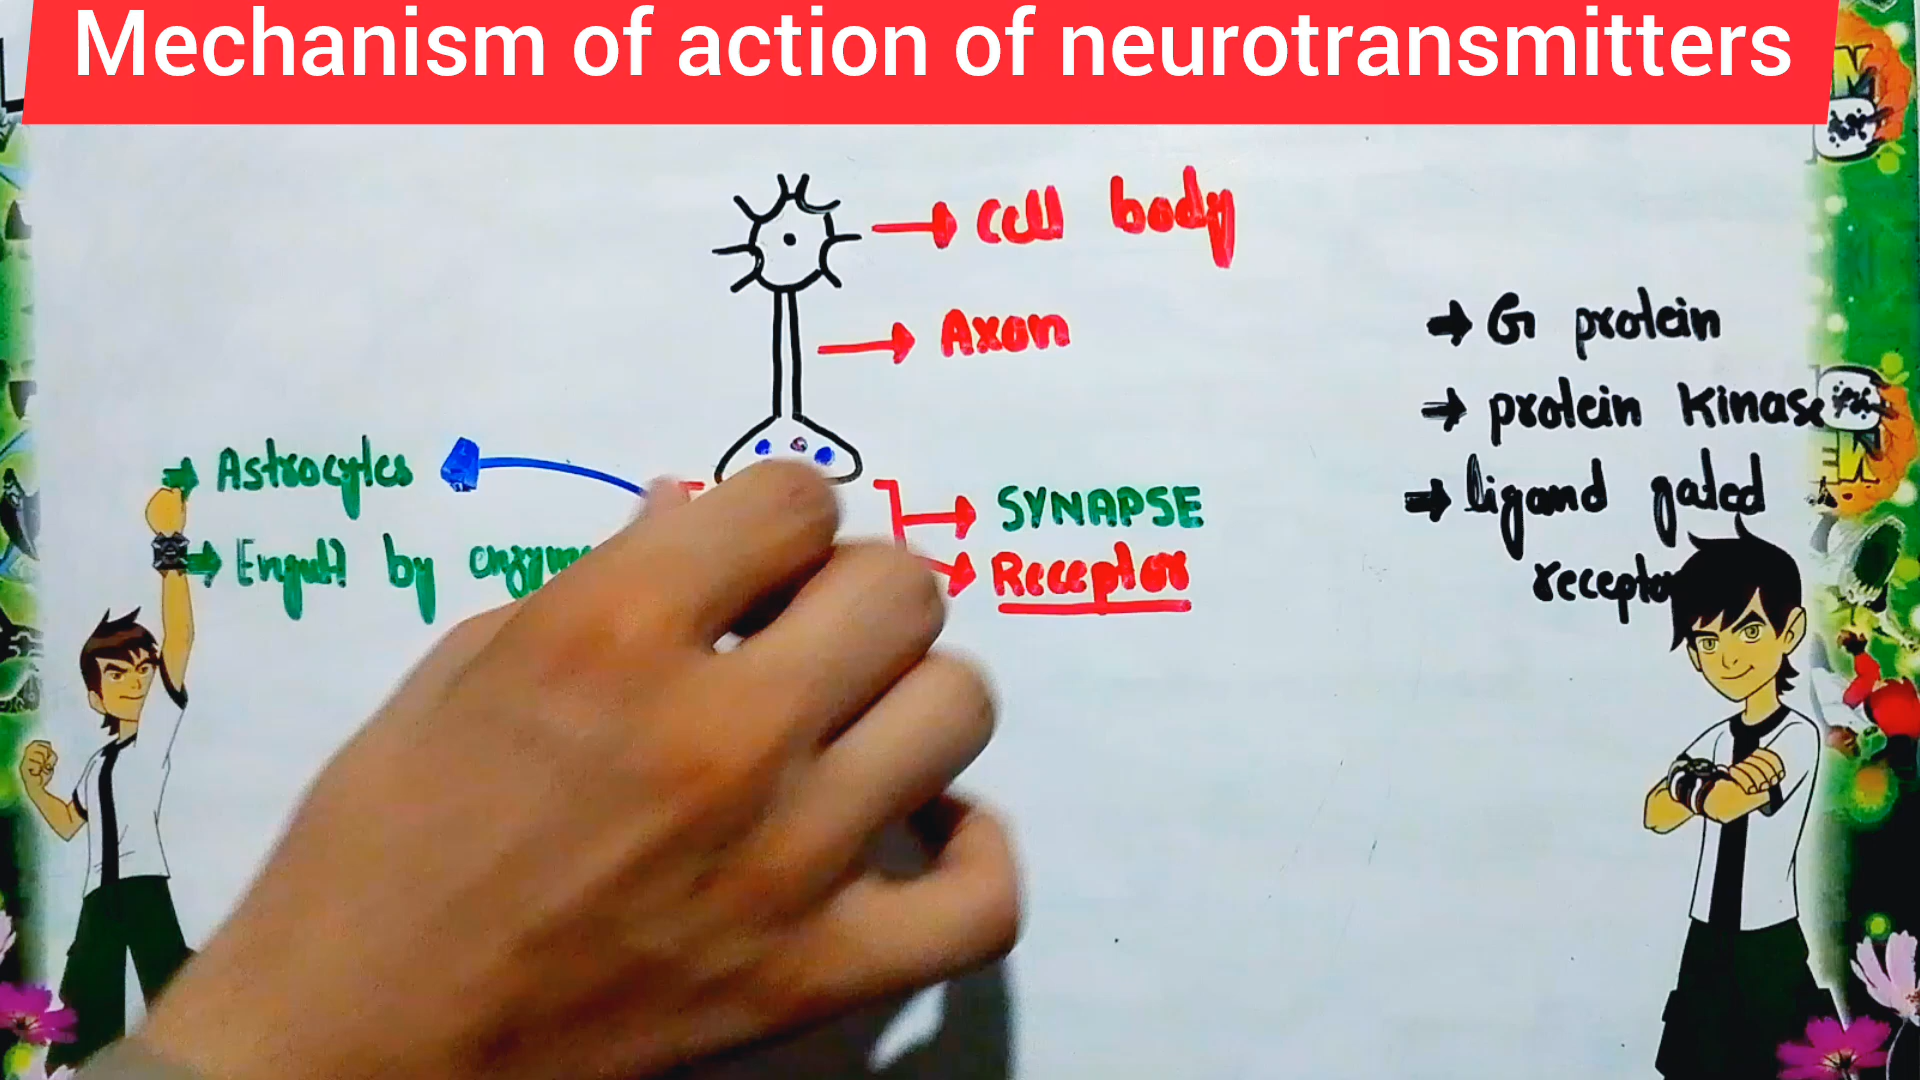 Mechanism of action of neurotransmitters
Cell body
Axon
G protein
protein Kinase
ligand gated
receptor
Astrocytes
Engulf by enzyme
SYNAPSE
Receptor